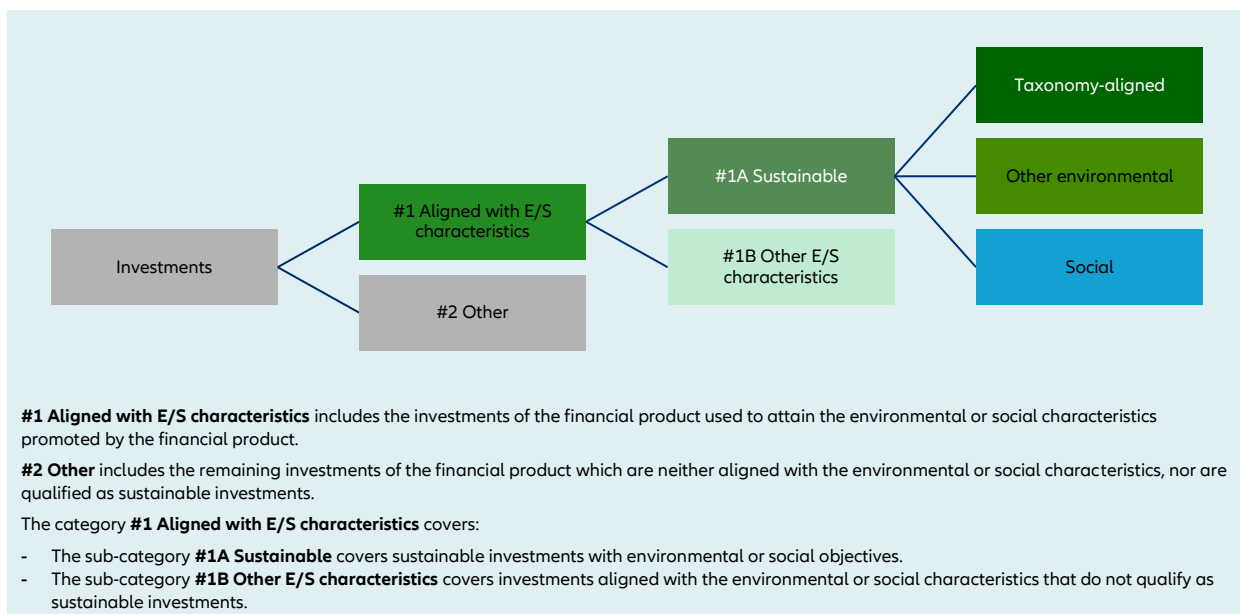 Taxonomy-aligned
#1A Sustainable
Other environmental
#1 Aligned with E/S
characteristics
Investments
#1B Other E/S
characteristics
Social
#2 Other
#1 Aligned with E/S characteristics includes the investments of the financial product used to attain the environmental or social characteristics
promoted by the financial product.
#2 Other includes the remaining investments of the financial product which are neither aligned with the environmental or social characteristics, nor are
qualified as sustainable investments.
The category #1 Aligned with E/S characteristics covers:
- The sub-category #1A Sustainable covers sustainable investments with environmental or social objectives.
- The sub-category #1B Other E/S characteristics covers investments aligned with the environmental or social characteristics that do not qualify as
sustainable investments.